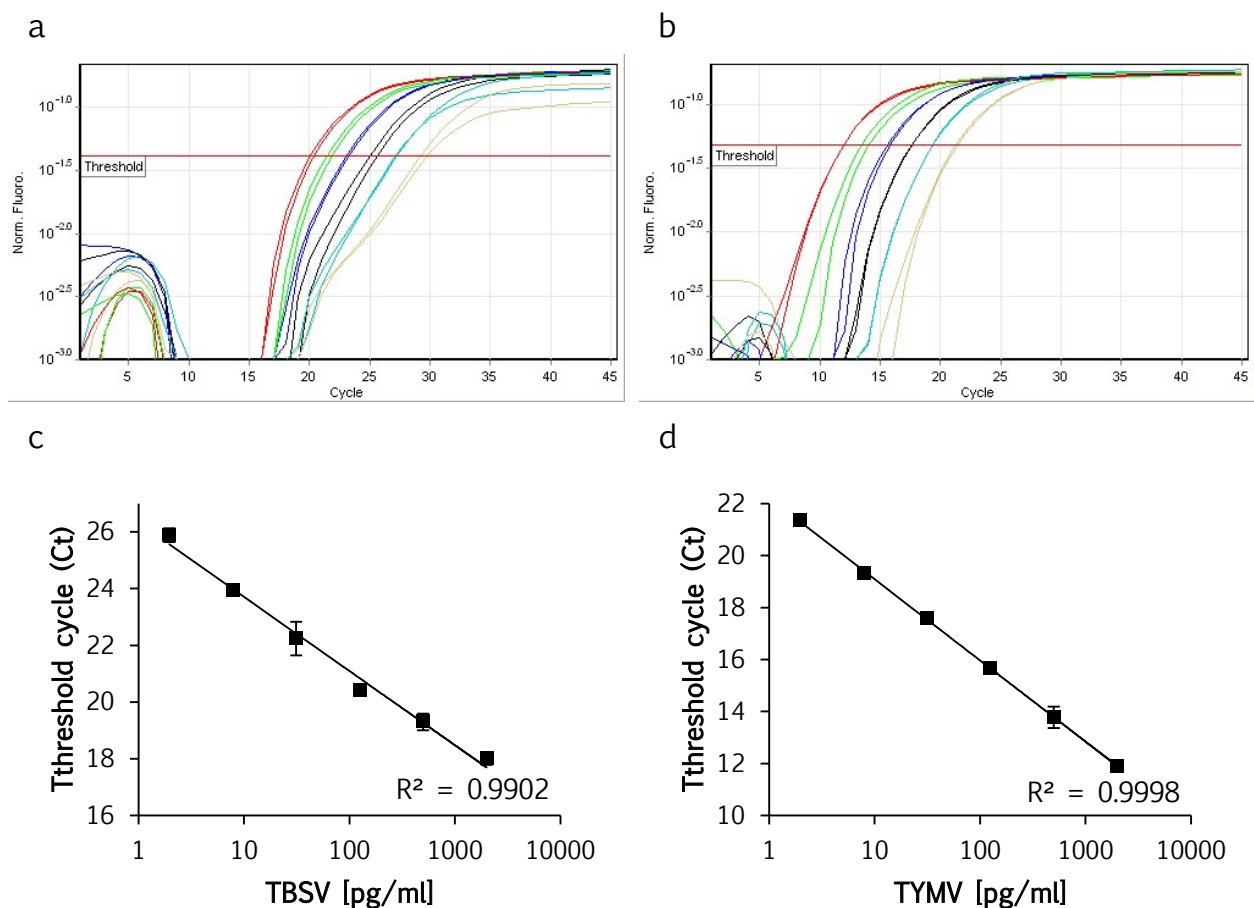 a
b
10^-1.0
10^-1.5
10^-2.0
10^-2.5
10^-3.0
Norm. Fluoro.
Threshold
5 10 15 20 25 30 35 40 45
Cycle
10^-1.0
10^-1.5
10^-2.0
10^-2.5
10^-3.0
Norm. Fluoro.
Threshold
5 10 15 20 25 30 35 40 45
Cycle
c
d
Tthreshold cycle (Ct)
26
24
22
20
18
16
R² = 0.9902
1 10 100 1000 10000
TBSV [pg/ml]
Tthreshold cycle (Ct)
22
20
18
16
14
12
10
R² = 0.9998
1 10 100 1000 10000
TYMV [pg/ml]